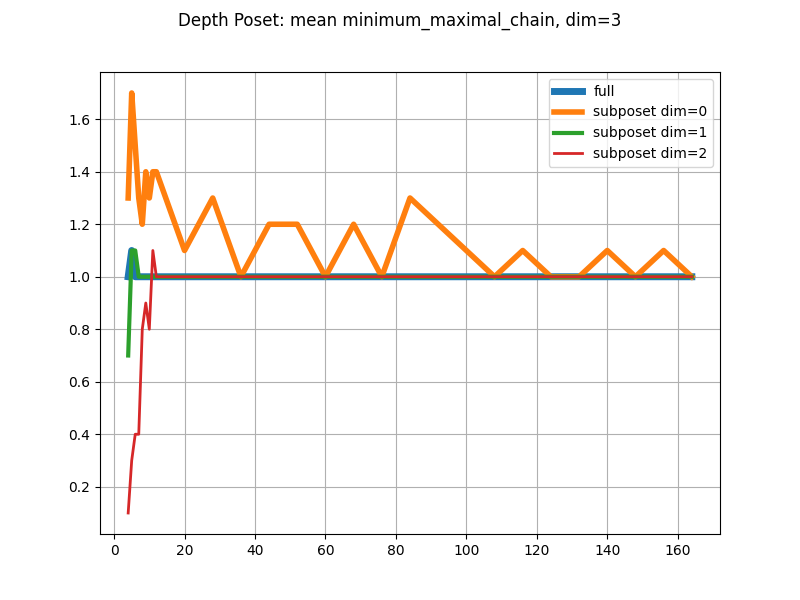 Depth Poset: mean minimum_maximal_chain, dim=3
full
subposet dim=0
subposet dim=1
subposet dim=2
1.6
1.4
1.2
1.0
0.8
0.6
0.4
0.2
0 20 40 60 80 100 120 140 160